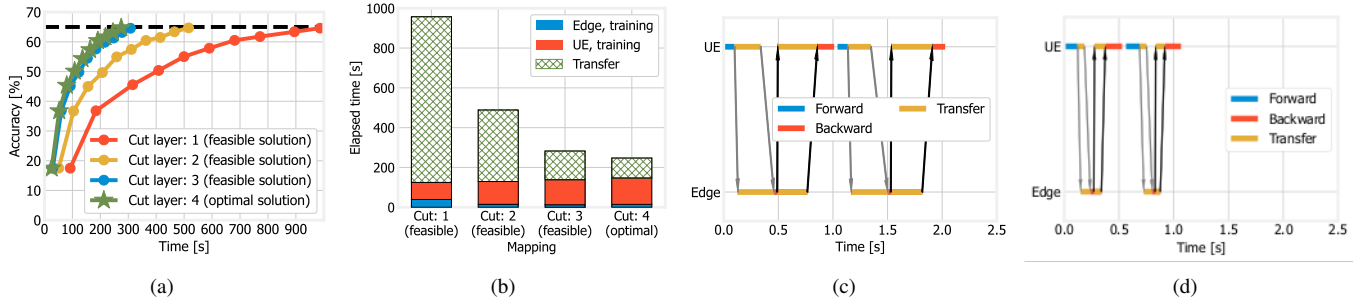 70
60
50
40
30
20
10
0
Accuracy [%]
Cut layer: 1 (feasible solution)
Cut layer: 2 (feasible solution)
Cut layer: 3 (feasible solution)
Cut layer: 4 (optimal solution)
0 100 200 300 400 500 600 700 800 900
Time [s]
(a)
1000
800
600
400
200
0
Elapsed time [s]
Edge, training
UE, training
Transfer
Cut: 1 Cut: 2 Cut: 3 Cut: 4
(feasible) (feasible) (feasible) (optimal)
Mapping
(b)
UE
Forward
Backward
Transfer
Edge
0.0 0.5 1.0 1.5 2.0 2.5
Time [s]
(c)
UE
Forward
Backward
Transfer
Edge
0.0 0.5 1.0 1.5 2.0 2.5
Time [s]
(d)